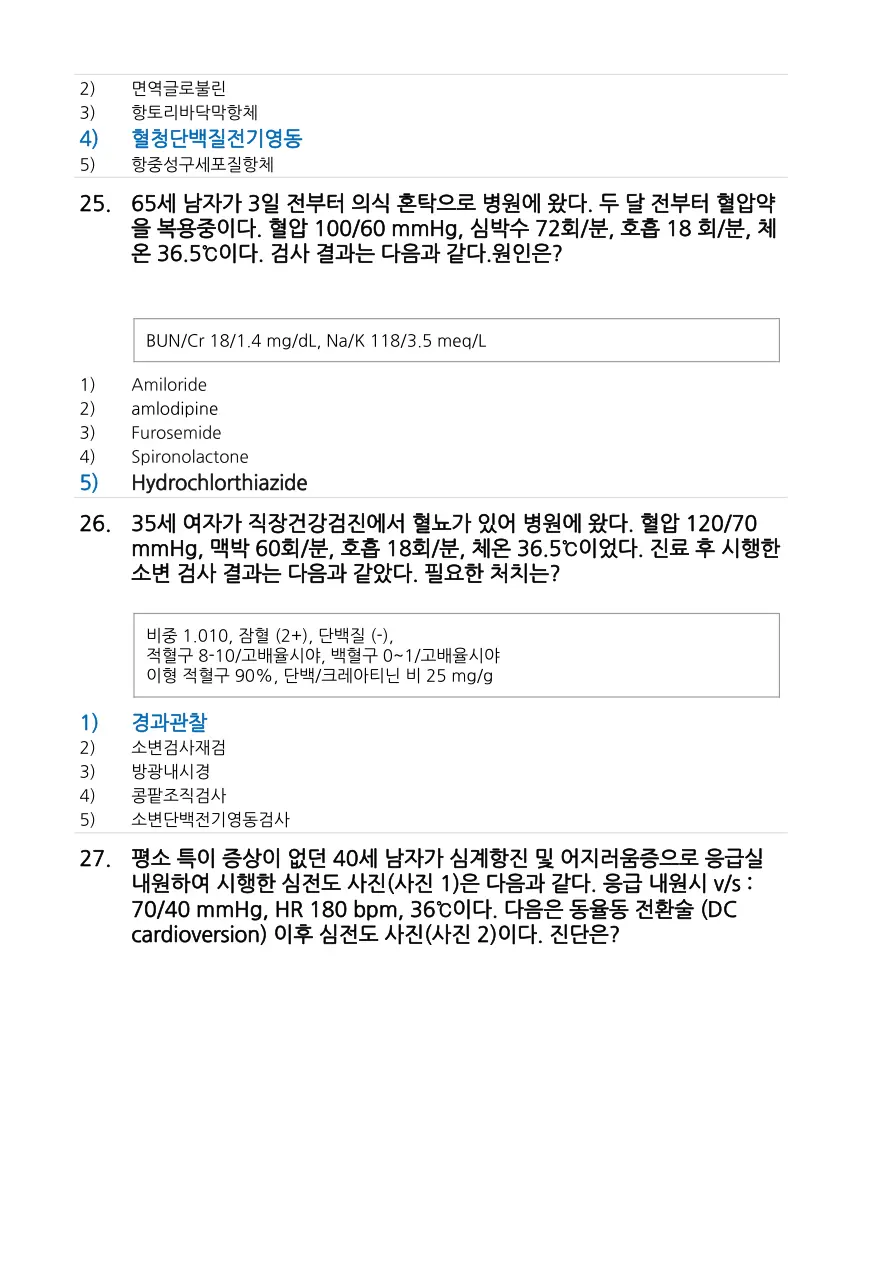 2) 면역글로불린
3) 항토리바닥막항체
4) 혈청단백질전기영동
5) 항중성구세포질항체
25. 65세 남자가 3일 전부터 의식 혼탁으로 병원에 왔다. 두 달 전부터 혈압약
을 복용중이다. 혈압 100/60 mmHg, 심박수 72회/분, 호흡 18 회/분, 체
온 36.5℃이다. 검사 결과는 다음과 같다.원인은?
BUN/Cr 18/1.4 mg/dL, Na/K 118/3.5 meq/L
1) Amiloride
2) amlodipine
3) Furosemide
4) Spironolactone
5) Hydrochlorthiazide
26. 35세 여자가 직장건강검진에서 혈뇨가 있어 병원에 왔다. 혈압 120/70
mmHg, 맥박 60회/분, 호흡 18회/분, 체온 36.5℃이었다. 진료 후 시행한
소변 검사 결과는 다음과 같았다. 필요한 처치는?
비중 1.010, 잠혈 (2+), 단백질 (-),
적혈구 8-10/고배율시야, 백혈구 0~1/고배율시야
이형 적혈구 90%, 단백/크레아티닌 비 25 mg/g
1) 경과관찰
2) 소변검사재검
3) 방광내시경
4) 콩팥조직검사
5) 소변단백전기영동검사
27. 평소 특이 증상이 없던 40세 남자가 심계항진 및 어지러움증으로 응급실
내원하여 시행한 심전도 사진(사진 1)은 다음과 같다. 응급 내원시 v/s :
70/40 mmHg, HR 180 bpm, 36℃이다. 다음은 동율동 전환술 (DC
cardioversion) 이후 심전도 사진(사진 2)이다. 진단은?